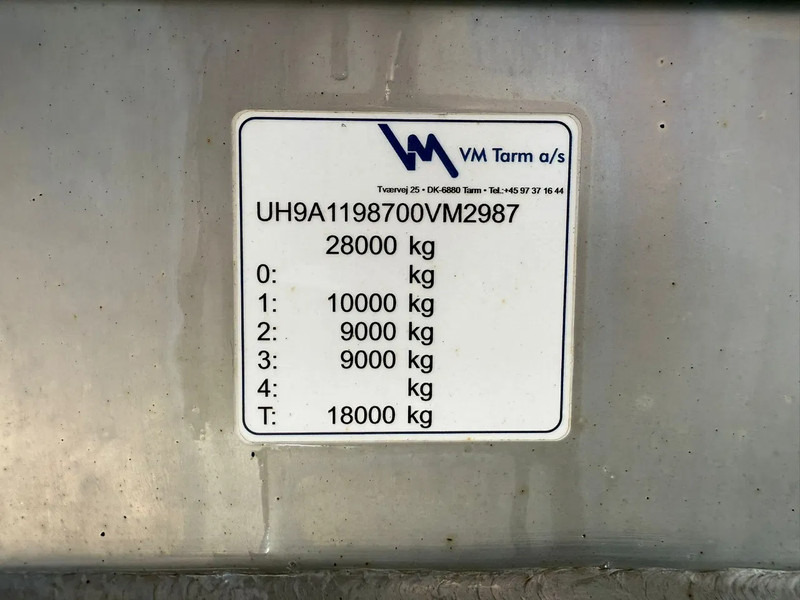 VM VM Tarm a/s
Tværvej 25 • DK-6880 Tarm • Tel.:+45 97 37 16 44
UH9A1198700VM2987
28000 kg
0: kg
1: 10000 kg
2: 9000 kg
3: 9000 kg
4: kg
T: 18000 kg